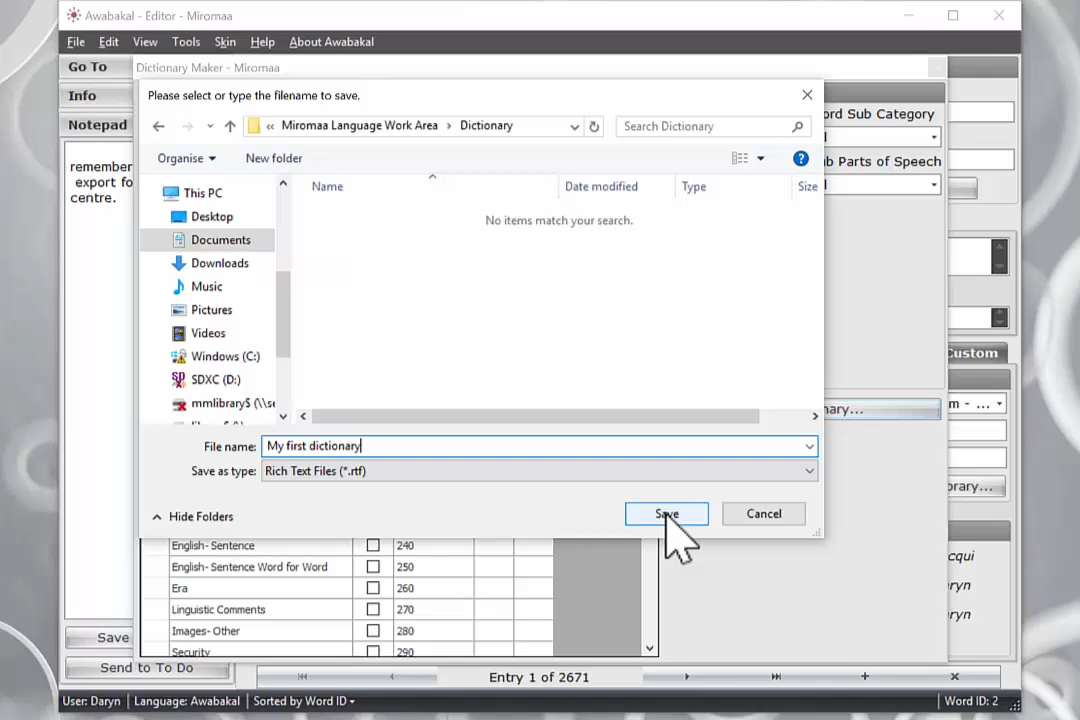 Awabakal - Editor - Miromaa
File Edit View Tools Skin Help About Awabakal
Go To
Dictionary Maker - Miromaa
Info
Please select or type the filename to save.
ord Sub Category
Notepad
« Miromaa Language Work Area › Dictionary
Search Dictionary
remember
export fo
centre.
Organise
New folder
b Parts of Speech
Name
Date modified
Type
Size
No items match your search.
This PC
Desktop
Documents
Downloads
Music
Pictures
Videos
Windows (C:)
SDXC (D:)
mmlibrary$ (\\se
Custom
m - ...
ary...
File name: My first dictionary
Save as type: Rich Text Files (*.rtf)
brary...
Hide Folders
Save
Cancel
English- Sentence 240
English- Sentence Word for Word 250
Era 260
Linguistic Comments 270
Images- Other 280
Security 290
cqui
ryn
ryn
Save
Send to To Do
Entry 1 of 2671
User: Daryn Language: Awabakal Sorted by Word ID
Word ID: 2